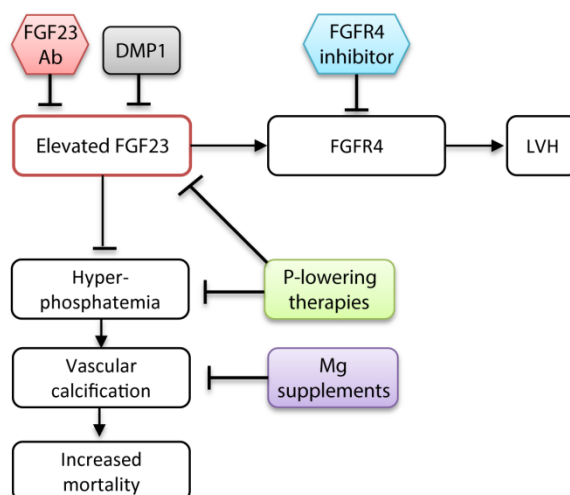 FGF23
Ab
DMP1
FGFR4
inhibitor
Elevated FGF23
FGFR4
LVH
Hyper-
phosphatemia
P-lowering
therapies
Vascular
calcification
Mg
supplements
Increased
mortality